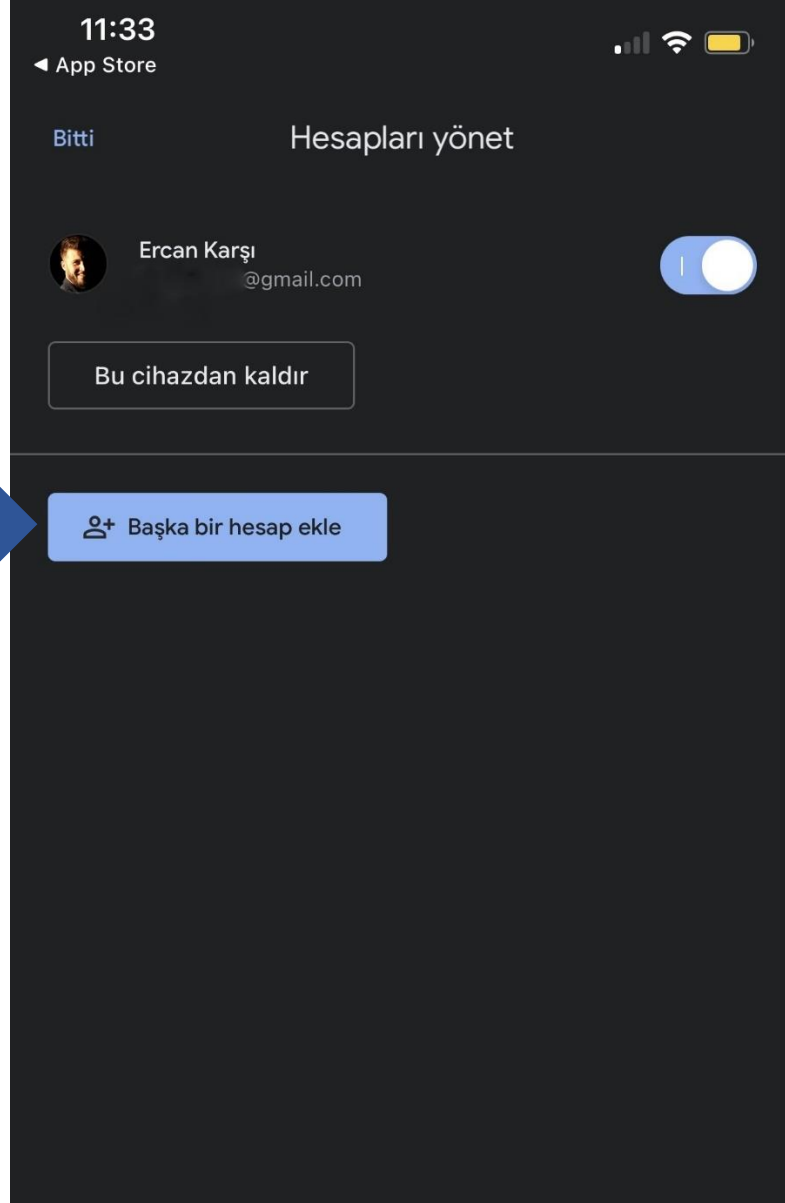 11:33
◀ App Store
Bitti
Hesapları yönet
Ercan Karşı
@gmail.com
Bu cihazdan kaldır
Başka bir hesap ekle